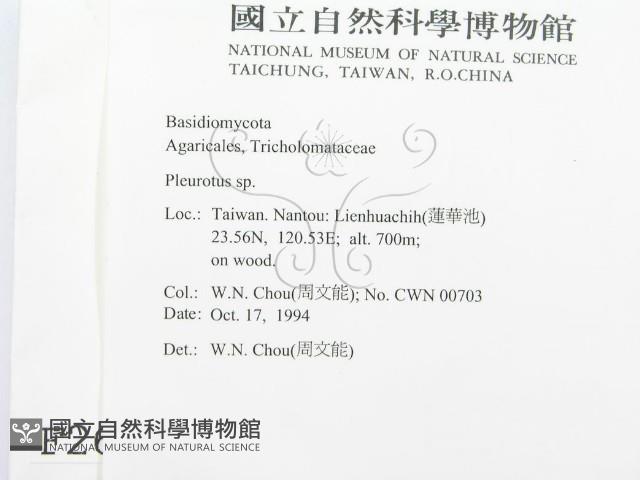 國立自然科學博物館
NATIONAL MUSEUM OF NATURAL SCIENCE
TAICHUNG, TAIWAN, R.O.CHINA
Basidiomycota
Agaricales, Tricholomataceae
Pleurotus sp.
Loc.: Taiwan. Nantou: Lienhuachih(蓮華池)
23.56N, 120.53E; alt. 700m;
on wood.
Col.: W.N. Chou(周文能); No. CWN 00703
Date: Oct. 17, 1994
Det.: W.N. Chou(周文能)
國立自然科學博物館
NATIONAL MUSEUM OF NATURAL SCIENCE